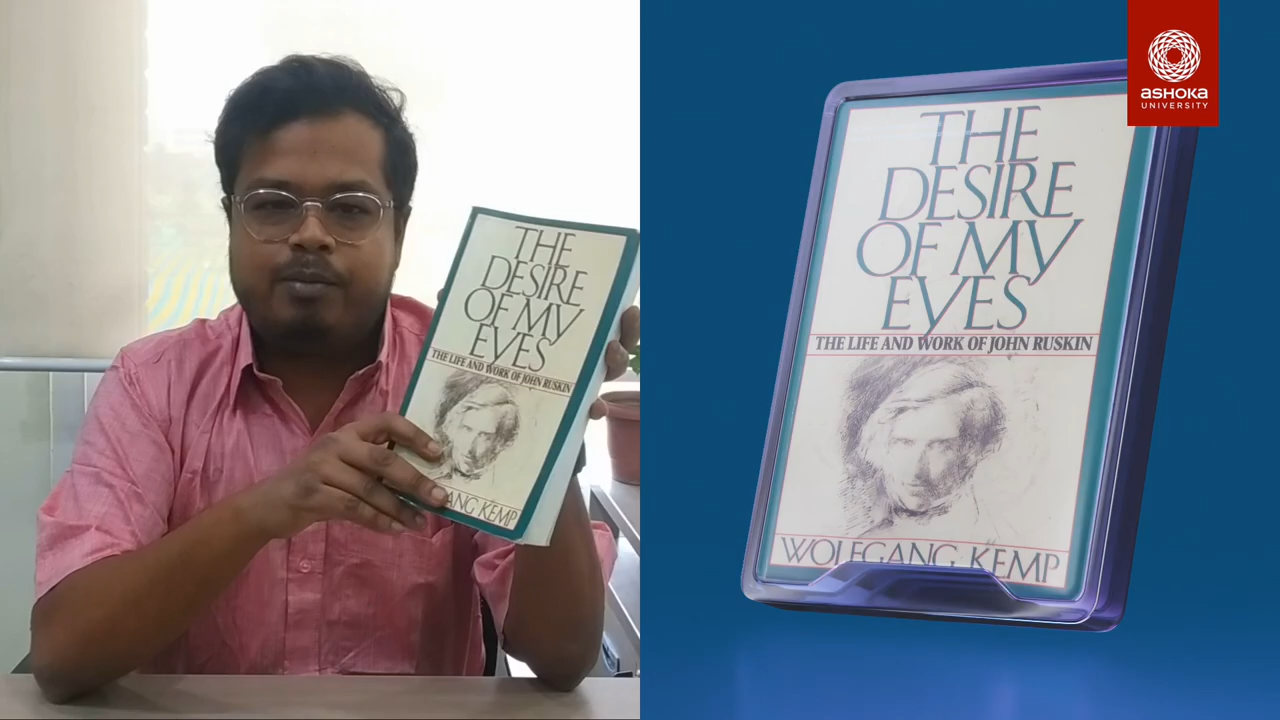 THE
DESIRE
OF MY
EYES
THE LIFE AND WORK OF JOHN RUSKIN
ANG KEMP
THE
DESIRE
OF MY
EYES
THE LIFE AND WORK OF JOHN RUSKIN
WOLFGANG KEMP
ASHOKA
UNIVERSITY